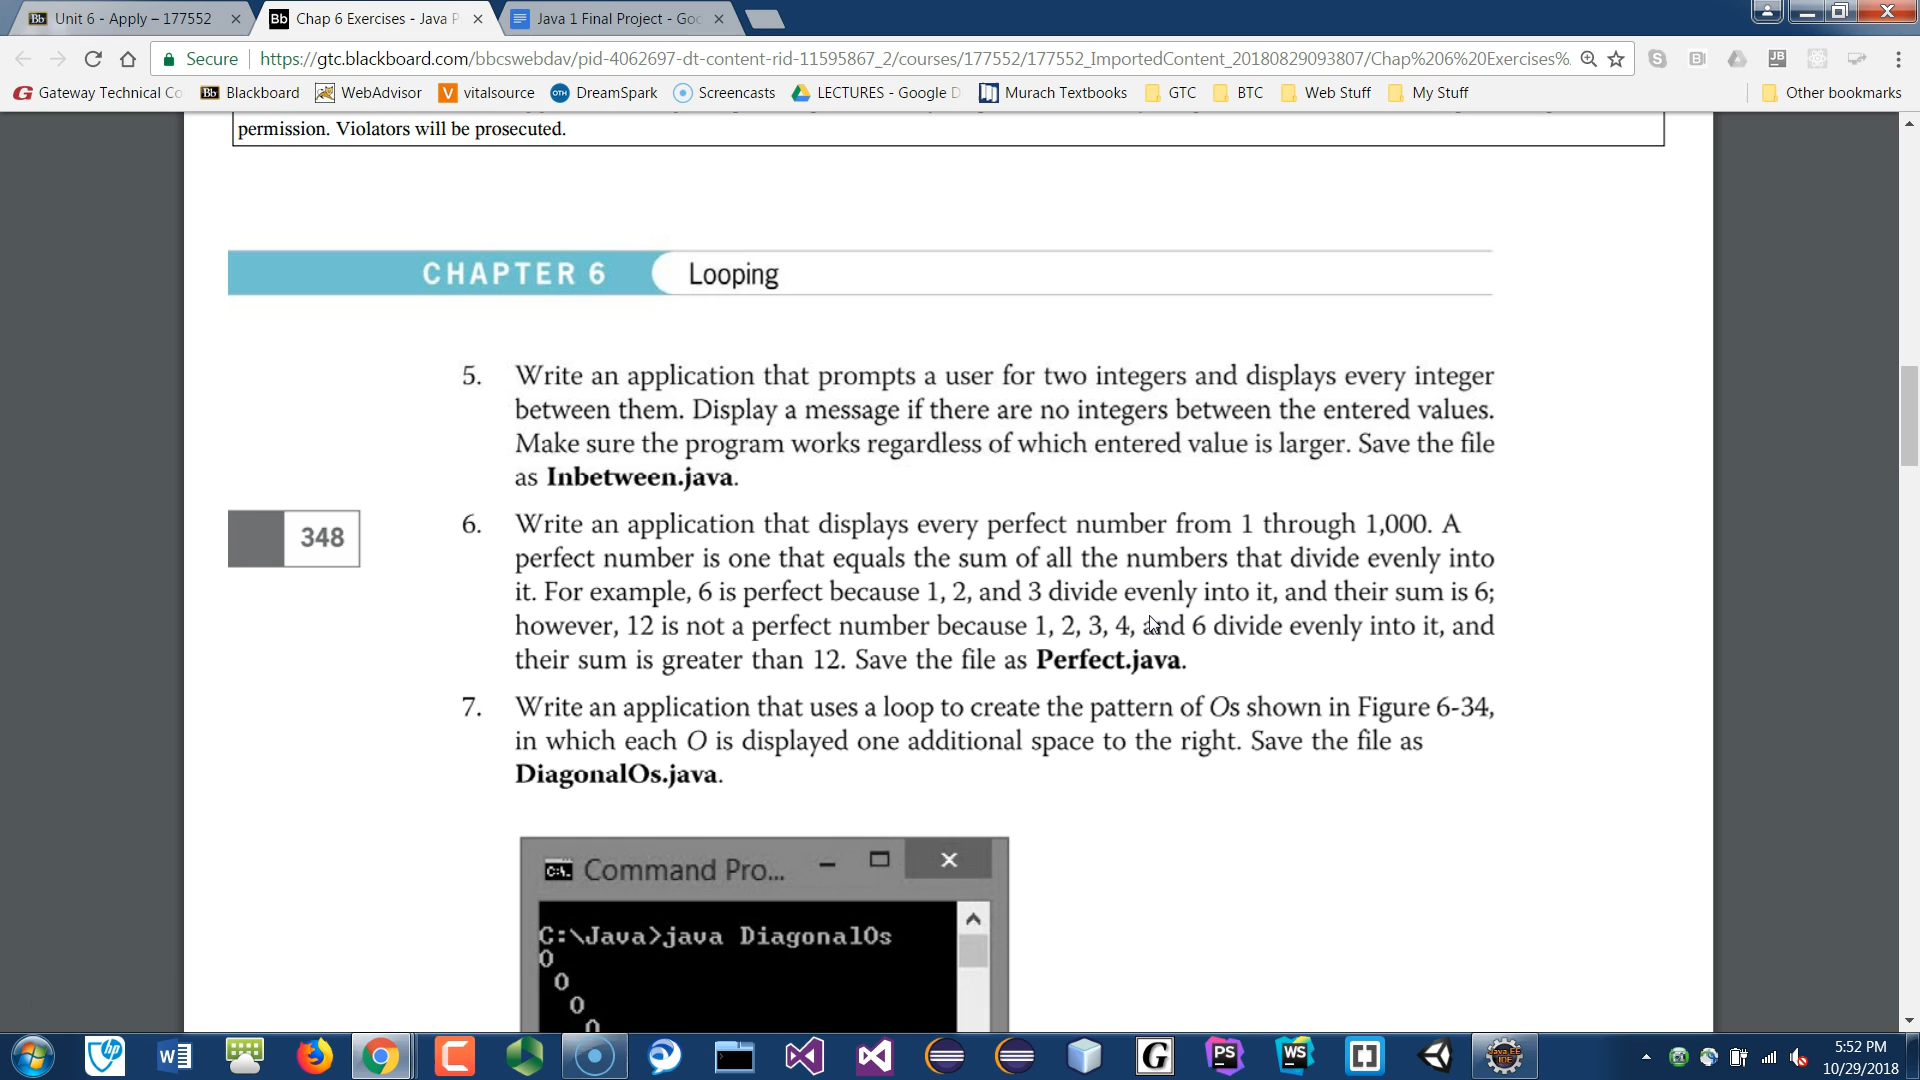 Unit 6 - Apply – 177552
Chap 6 Exercises - Java P
Java 1 Final Project - Goo
Secure
https://gtc.blackboard.com/bbcswebdav/pid-4062697-dt-content-rid-11595867_2/courses/177552/177552_ImportedContent_20180829093807/Chap%206%20Exercises%.
Gateway Technical Co
Blackboard
WebAdvisor
vitalsource
DreamSpark
Screencasts
LECTURES - Google D
Murach Textbooks
GTC
BTC
Web Stuff
My Stuff
Other bookmarks
permission. Violators will be prosecuted.
CHAPTER 6 Looping
5. Write an application that prompts a user for two integers and displays every integer
between them. Display a message if there are no integers between the entered values.
Make sure the program works regardless of which entered value is larger. Save the file
as Inbetween.java.
348
6. Write an application that displays every perfect number from 1 through 1,000. A
perfect number is one that equals the sum of all the numbers that divide evenly into
it. For example, 6 is perfect because 1, 2, and 3 divide evenly into it, and their sum is 6;
however, 12 is not a perfect number because 1, 2, 3, 4, and 6 divide evenly into it, and
their sum is greater than 12. Save the file as Perfect.java.
7. Write an application that uses a loop to create the pattern of Os shown in Figure 6-34,
in which each O is displayed one additional space to the right. Save the file as
DiagonalOs.java.
Command Pro...
C:\Java>java DiagonalOs
O
O
O
O
5:52 PM
10/29/2018